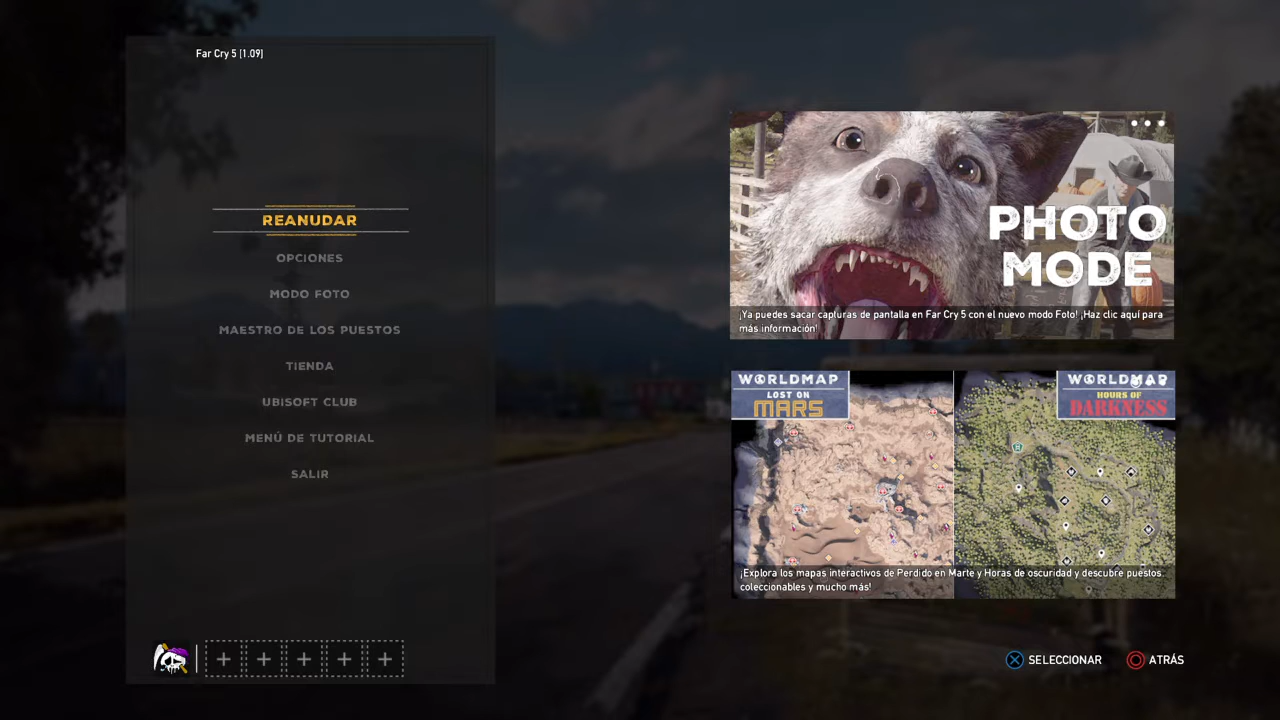 Far Cry 5 [1.09]
REANUDAR
OPCIONES
MODO FOTO
MAESTRO DE LOS PUESTOS
TIENDA
UBISOFT CLUB
MENÚ DE TUTORIAL
SALIR
PHOTO
MODE
¡Ya puedes sacar capturas de pantalla en Far Cry 5 con el nuevo modo Foto! ¡Haz clic aquí para
más información!
WORLDMAP
LOST ON
MARS
WORLDMAP
HOURS OF
DARKNESS
¡Explora los mapas interactivos de Perdido en Marte y Horas de oscuridad y descubre puestos,
coleccionables y mucho más!
SELECCIONAR
ATRÁS